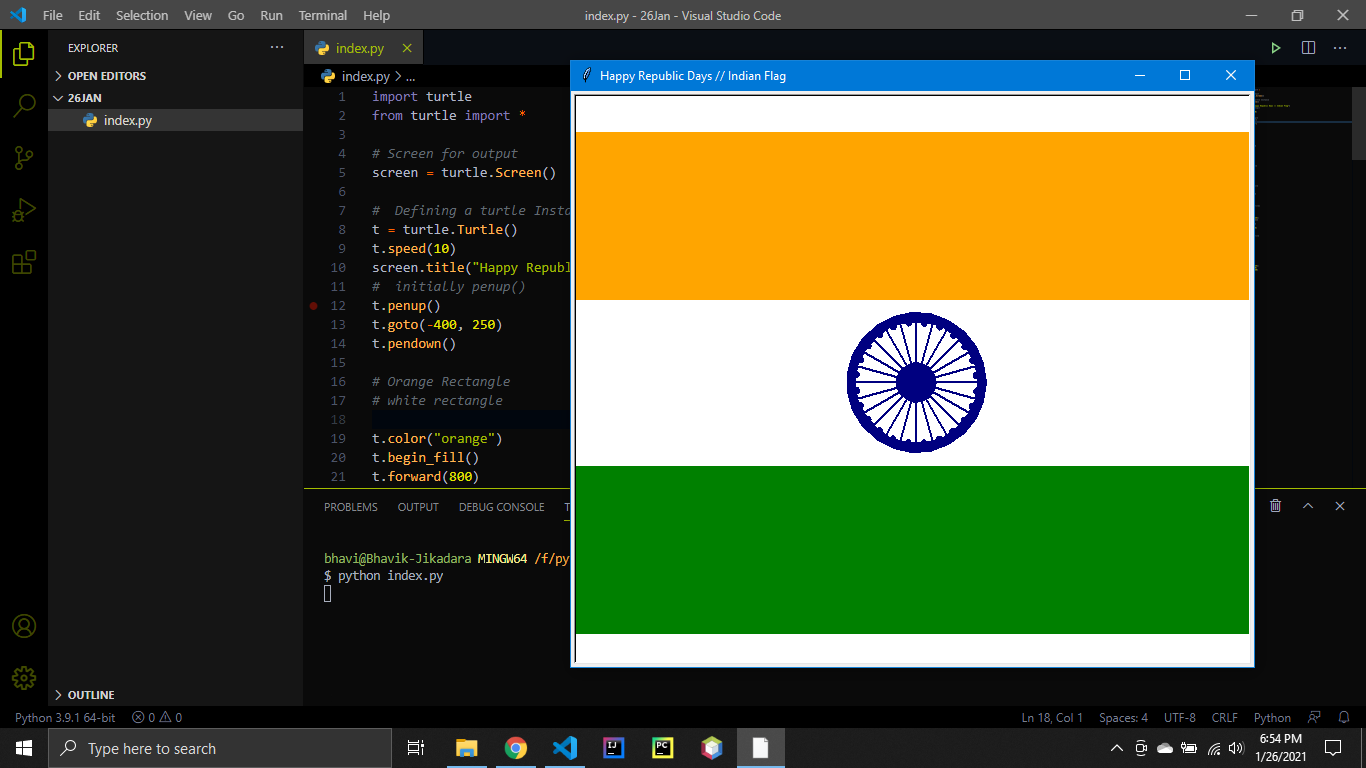 File Edit Selection View Go Run Terminal Help
index.py - 26Jan - Visual Studio Code
EXPLORER
OPEN EDITORS
26JAN
index.py
OUTLINE
index.py
index.py > ...
1 import turtle
2 from turtle import *
3
4 # Screen for output
5 screen = turtle.Screen()
6
7 #  Defining a turtle Insta
8 t = turtle.Turtle()
9 t.speed(10)
10 screen.title("Happy Republ
11 #  initially penup()
12 t.penup()
13 t.goto(-400, 250)
14 t.pendown()
15
16 # Orange Rectangle
17 # white rectangle
18
19 t.color("orange")
20 t.begin_fill()
21 t.forward(800)
Happy Republic Days // Indian Flag
PROBLEMS OUTPUT DEBUG CONSOLE
bhavi@Bhavik-Jikadara MINGW64 /f/py
$ python index.py
Python 3.9.1 64-bit 0 0
Ln 18, Col 1 Spaces: 4 UTF-8 CRLF Python
Type here to search
IJ
PC
6:54 PM
1/26/2021